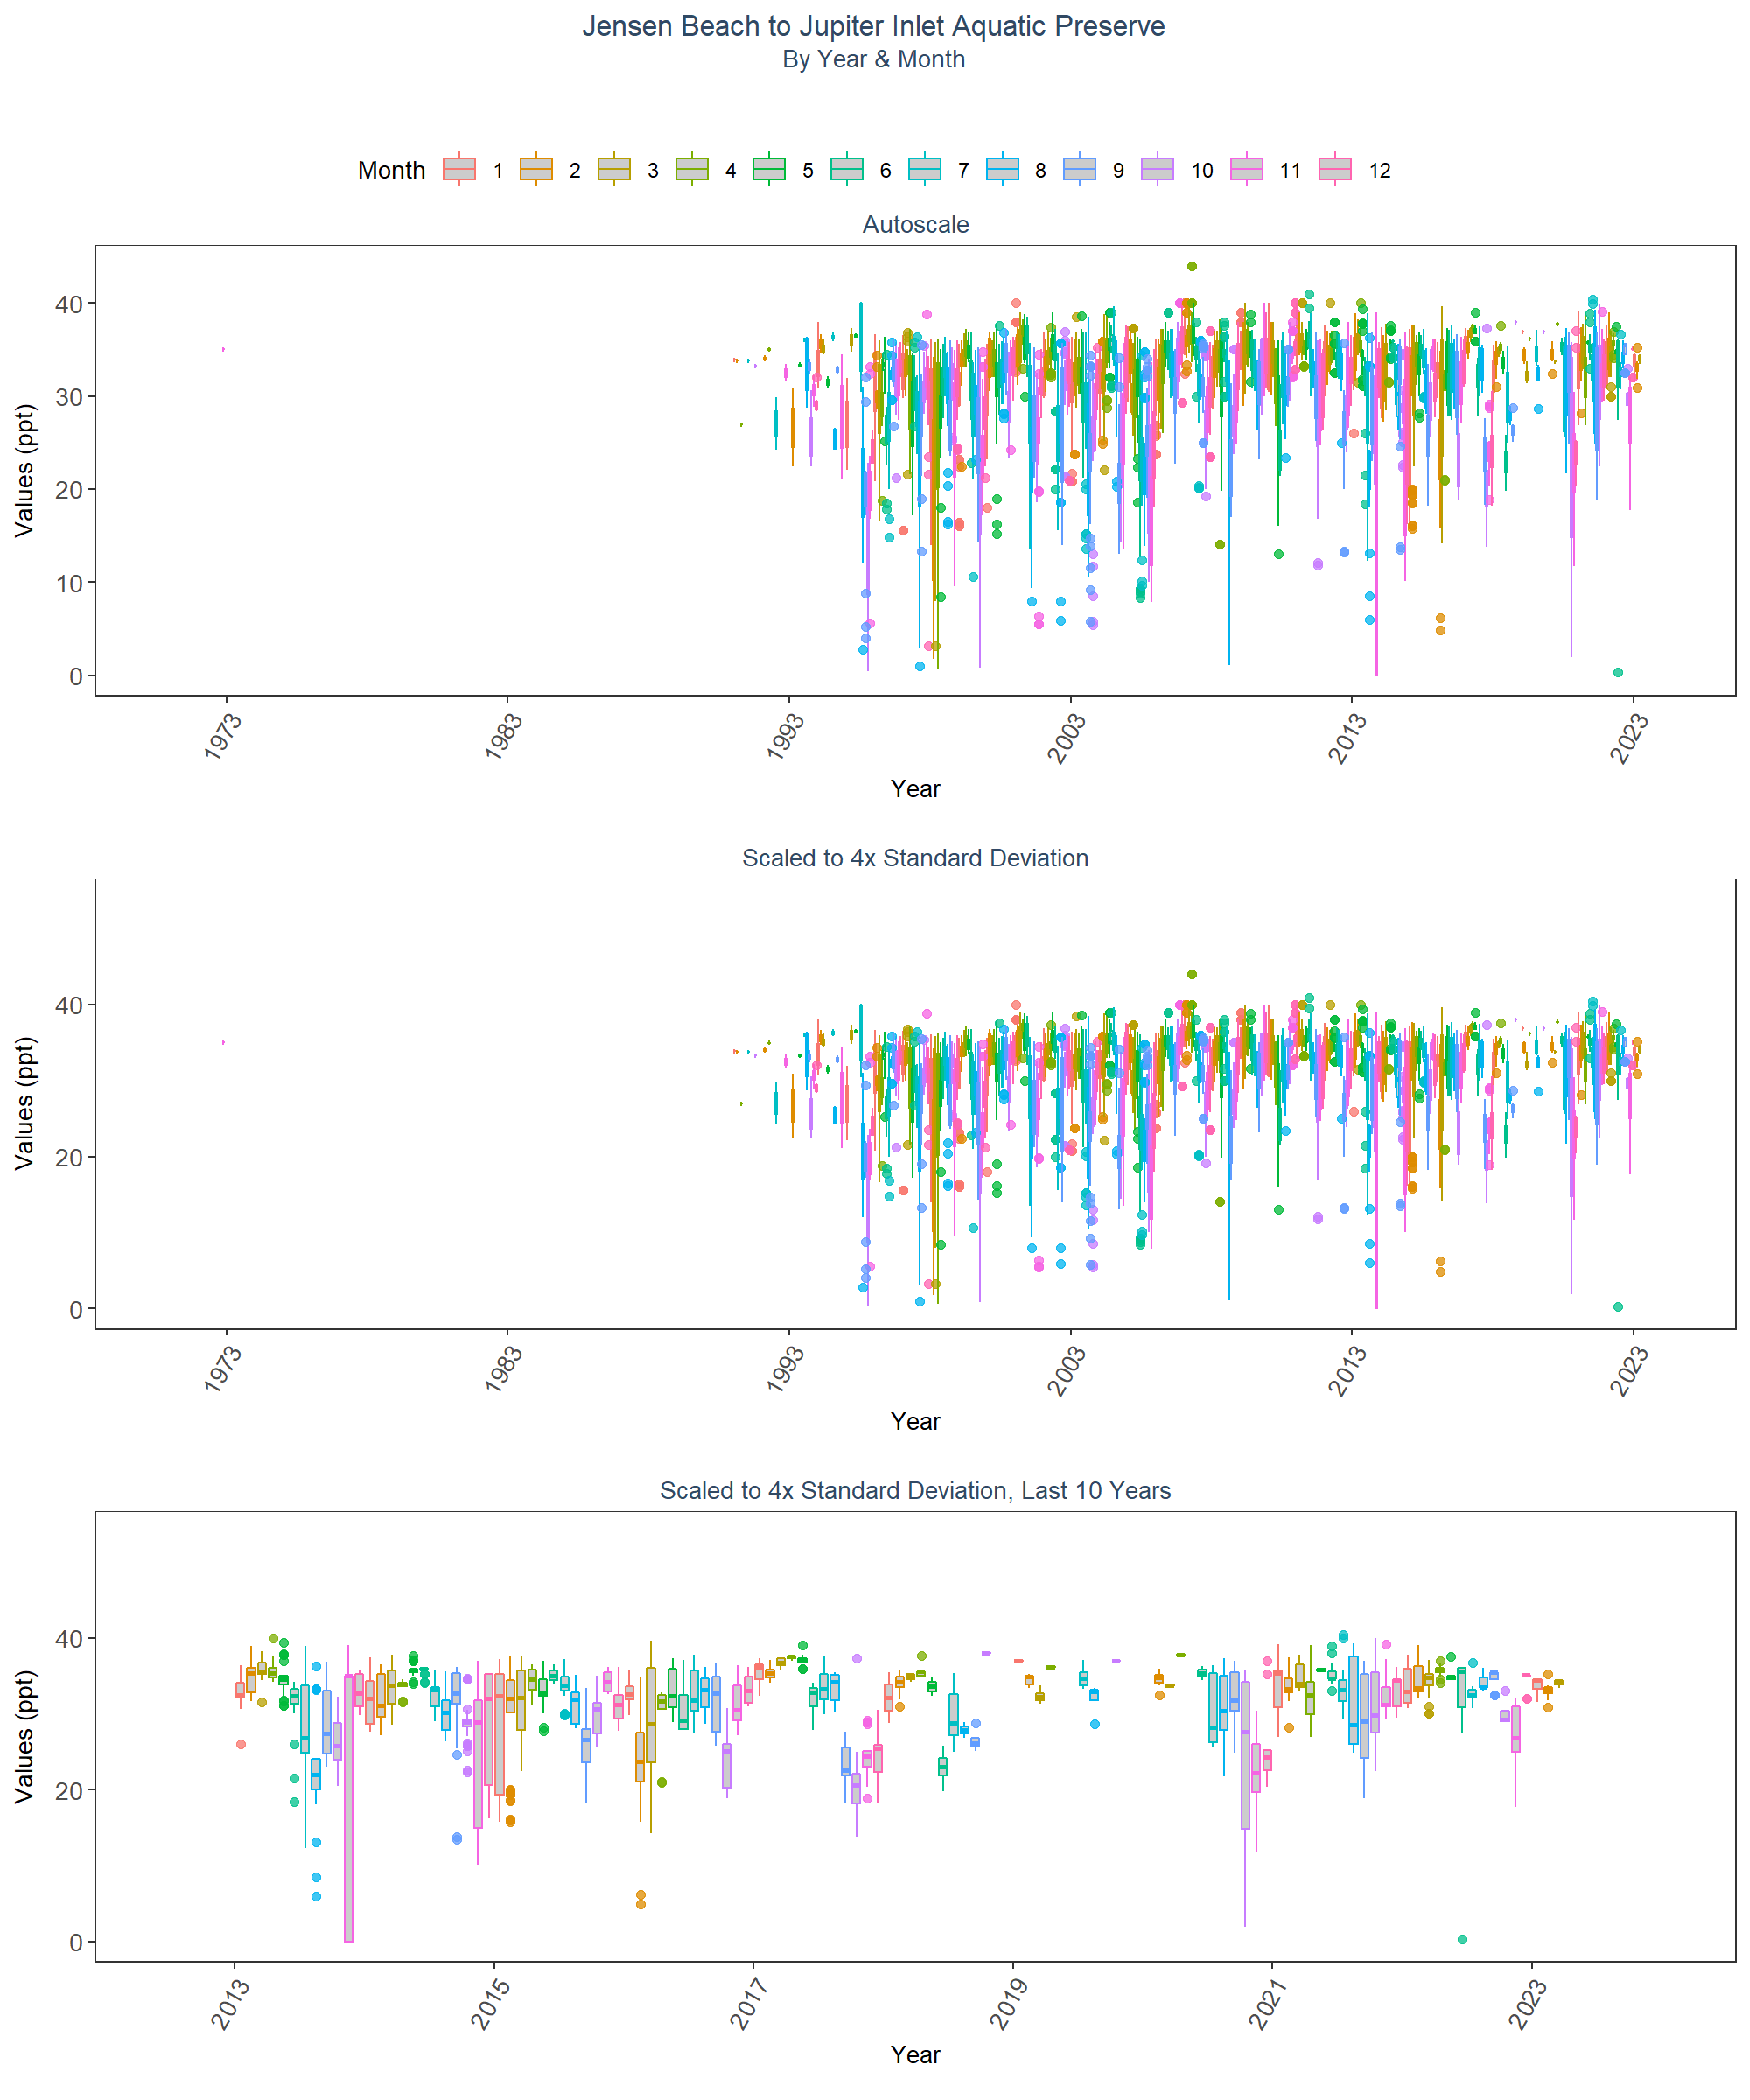 Jensen Beach to Jupiter Inlet Aquatic Preserve
By Year & Month
Month 1 2 3 4 5 6 7 8 9 10 11 12
Autoscale
Values (ppt)
40
30
20
10
0
1973 1983 1993 2003 2013 2023
Year
Scaled to 4x Standard Deviation
Values (ppt)
40
20
0
1973 1983 1993 2003 2013 2023
Year
Scaled to 4x Standard Deviation, Last 10 Years
Values (ppt)
40
20
0
2013 2015 2017 2019 2021 2023
Year